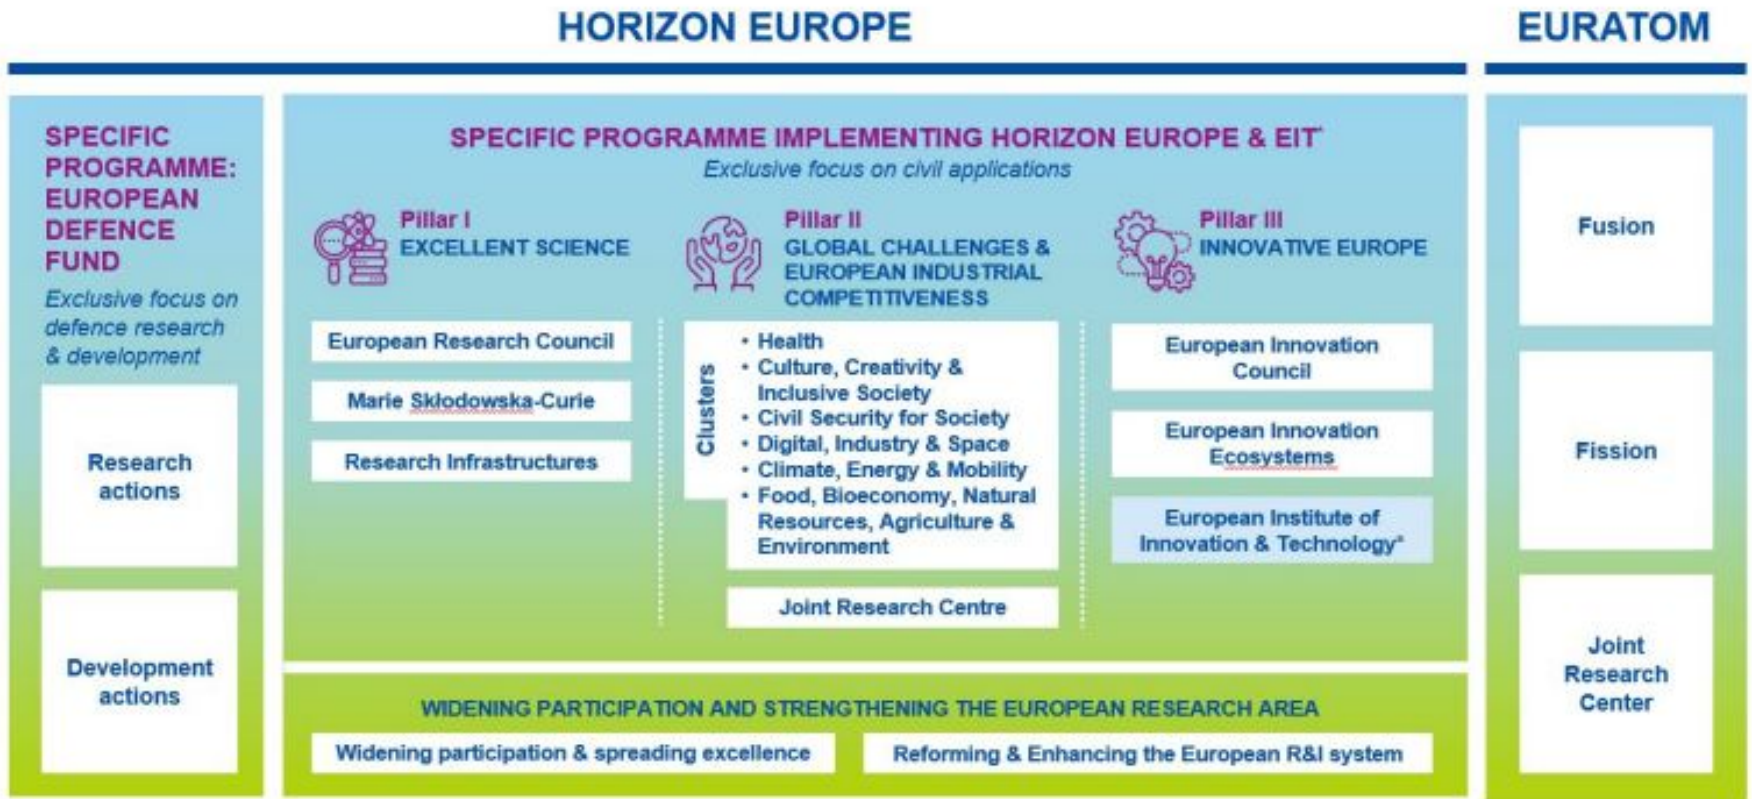 HORIZON EUROPE
EURATOM
SPECIFIC
PROGRAMME:
EUROPEAN
DEFENCE
FUND
Exclusive focus on
defence research
& development
Research
actions
Development
actions
SPECIFIC PROGRAMME IMPLEMENTING HORIZON EUROPE & EIT*
Exclusive focus on civil applications
Pillar I
EXCELLENT SCIENCE
European Research Council
Marie Skłodowska-Curie
Research Infrastructures
Pillar II
GLOBAL CHALLENGES &
EUROPEAN INDUSTRIAL
COMPETITIVENESS
Clusters
• Health
• Culture, Creativity &
Inclusive Society
• Civil Security for Society
• Digital, Industry & Space
• Climate, Energy & Mobility
• Food, Bioeconomy, Natural
Resources, Agriculture &
Environment
Joint Research Centre
Pillar III
INNOVATIVE EUROPE
European Innovation
Council
European Innovation
Ecosystems
European Institute of
Innovation & Technology*
WIDENING PARTICIPATION AND STRENGTHENING THE EUROPEAN RESEARCH AREA
Widening participation & spreading excellence
Reforming & Enhancing the European R&I system
Fusion
Fission
Joint
Research
Center